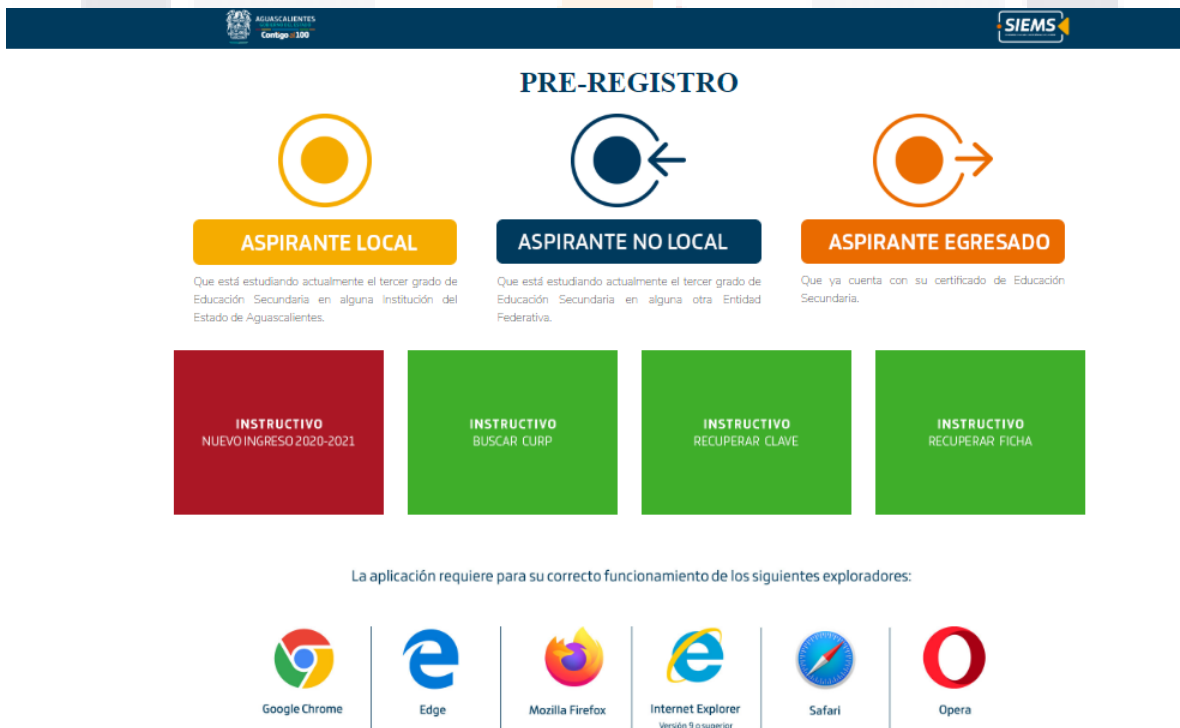 AGUASCALIENTES
Contigo al 100
SIEMS
PRE-REGISTRO
ASPIRANTE LOCAL
Que está estudiando actualmente el tercer grado de
Educación Secundaria en alguna Institución del
Estado de Aguascalientes.
ASPIRANTE NO LOCAL
Que está estudiando actualmente el tercer grado de
Educación Secundaria en alguna otra Entidad
Federativa.
ASPIRANTE EGRESADO
Que ya cuenta con su certificado de Educación
Secundaria.
INSTRUCTIVO
NUEVO INGRESO 2020-2021
INSTRUCTIVO
BUSCAR CURP
INSTRUCTIVO
RECUPERAR CLAVE
INSTRUCTIVO
RECUPERAR FICHA
La aplicación requiere para su correcto funcionamiento de los siguientes exploradores:
Google Chrome
Edge
Mozilla Firefox
Internet Explorer
Versión 9 o superior
Safari
Opera